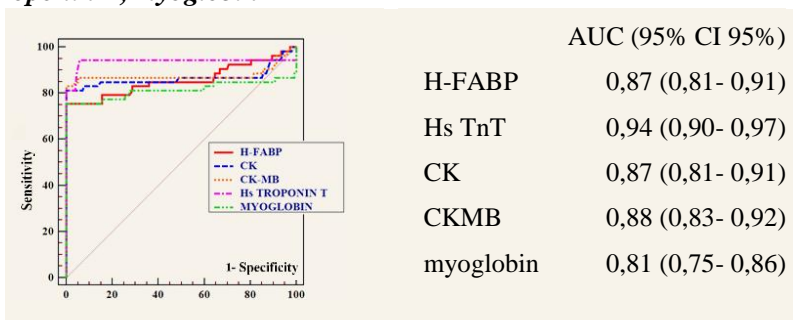 AUC (95% CI 95%)
H-FABP 0,87 (0,81- 0,91)
Hs TnT 0,94 (0,90- 0,97)
CK 0,87 (0,81- 0,91)
CKMB 0,88 (0,83- 0,92)
myoglobin 0,81 (0,75- 0,86)
100
80
60
40
20
0
Sensitivity
H-FABP
CK
CK-MB
Hs TROPONIN T
MYOGLOBIN
1- Specificity
0 20 40 60 80 100